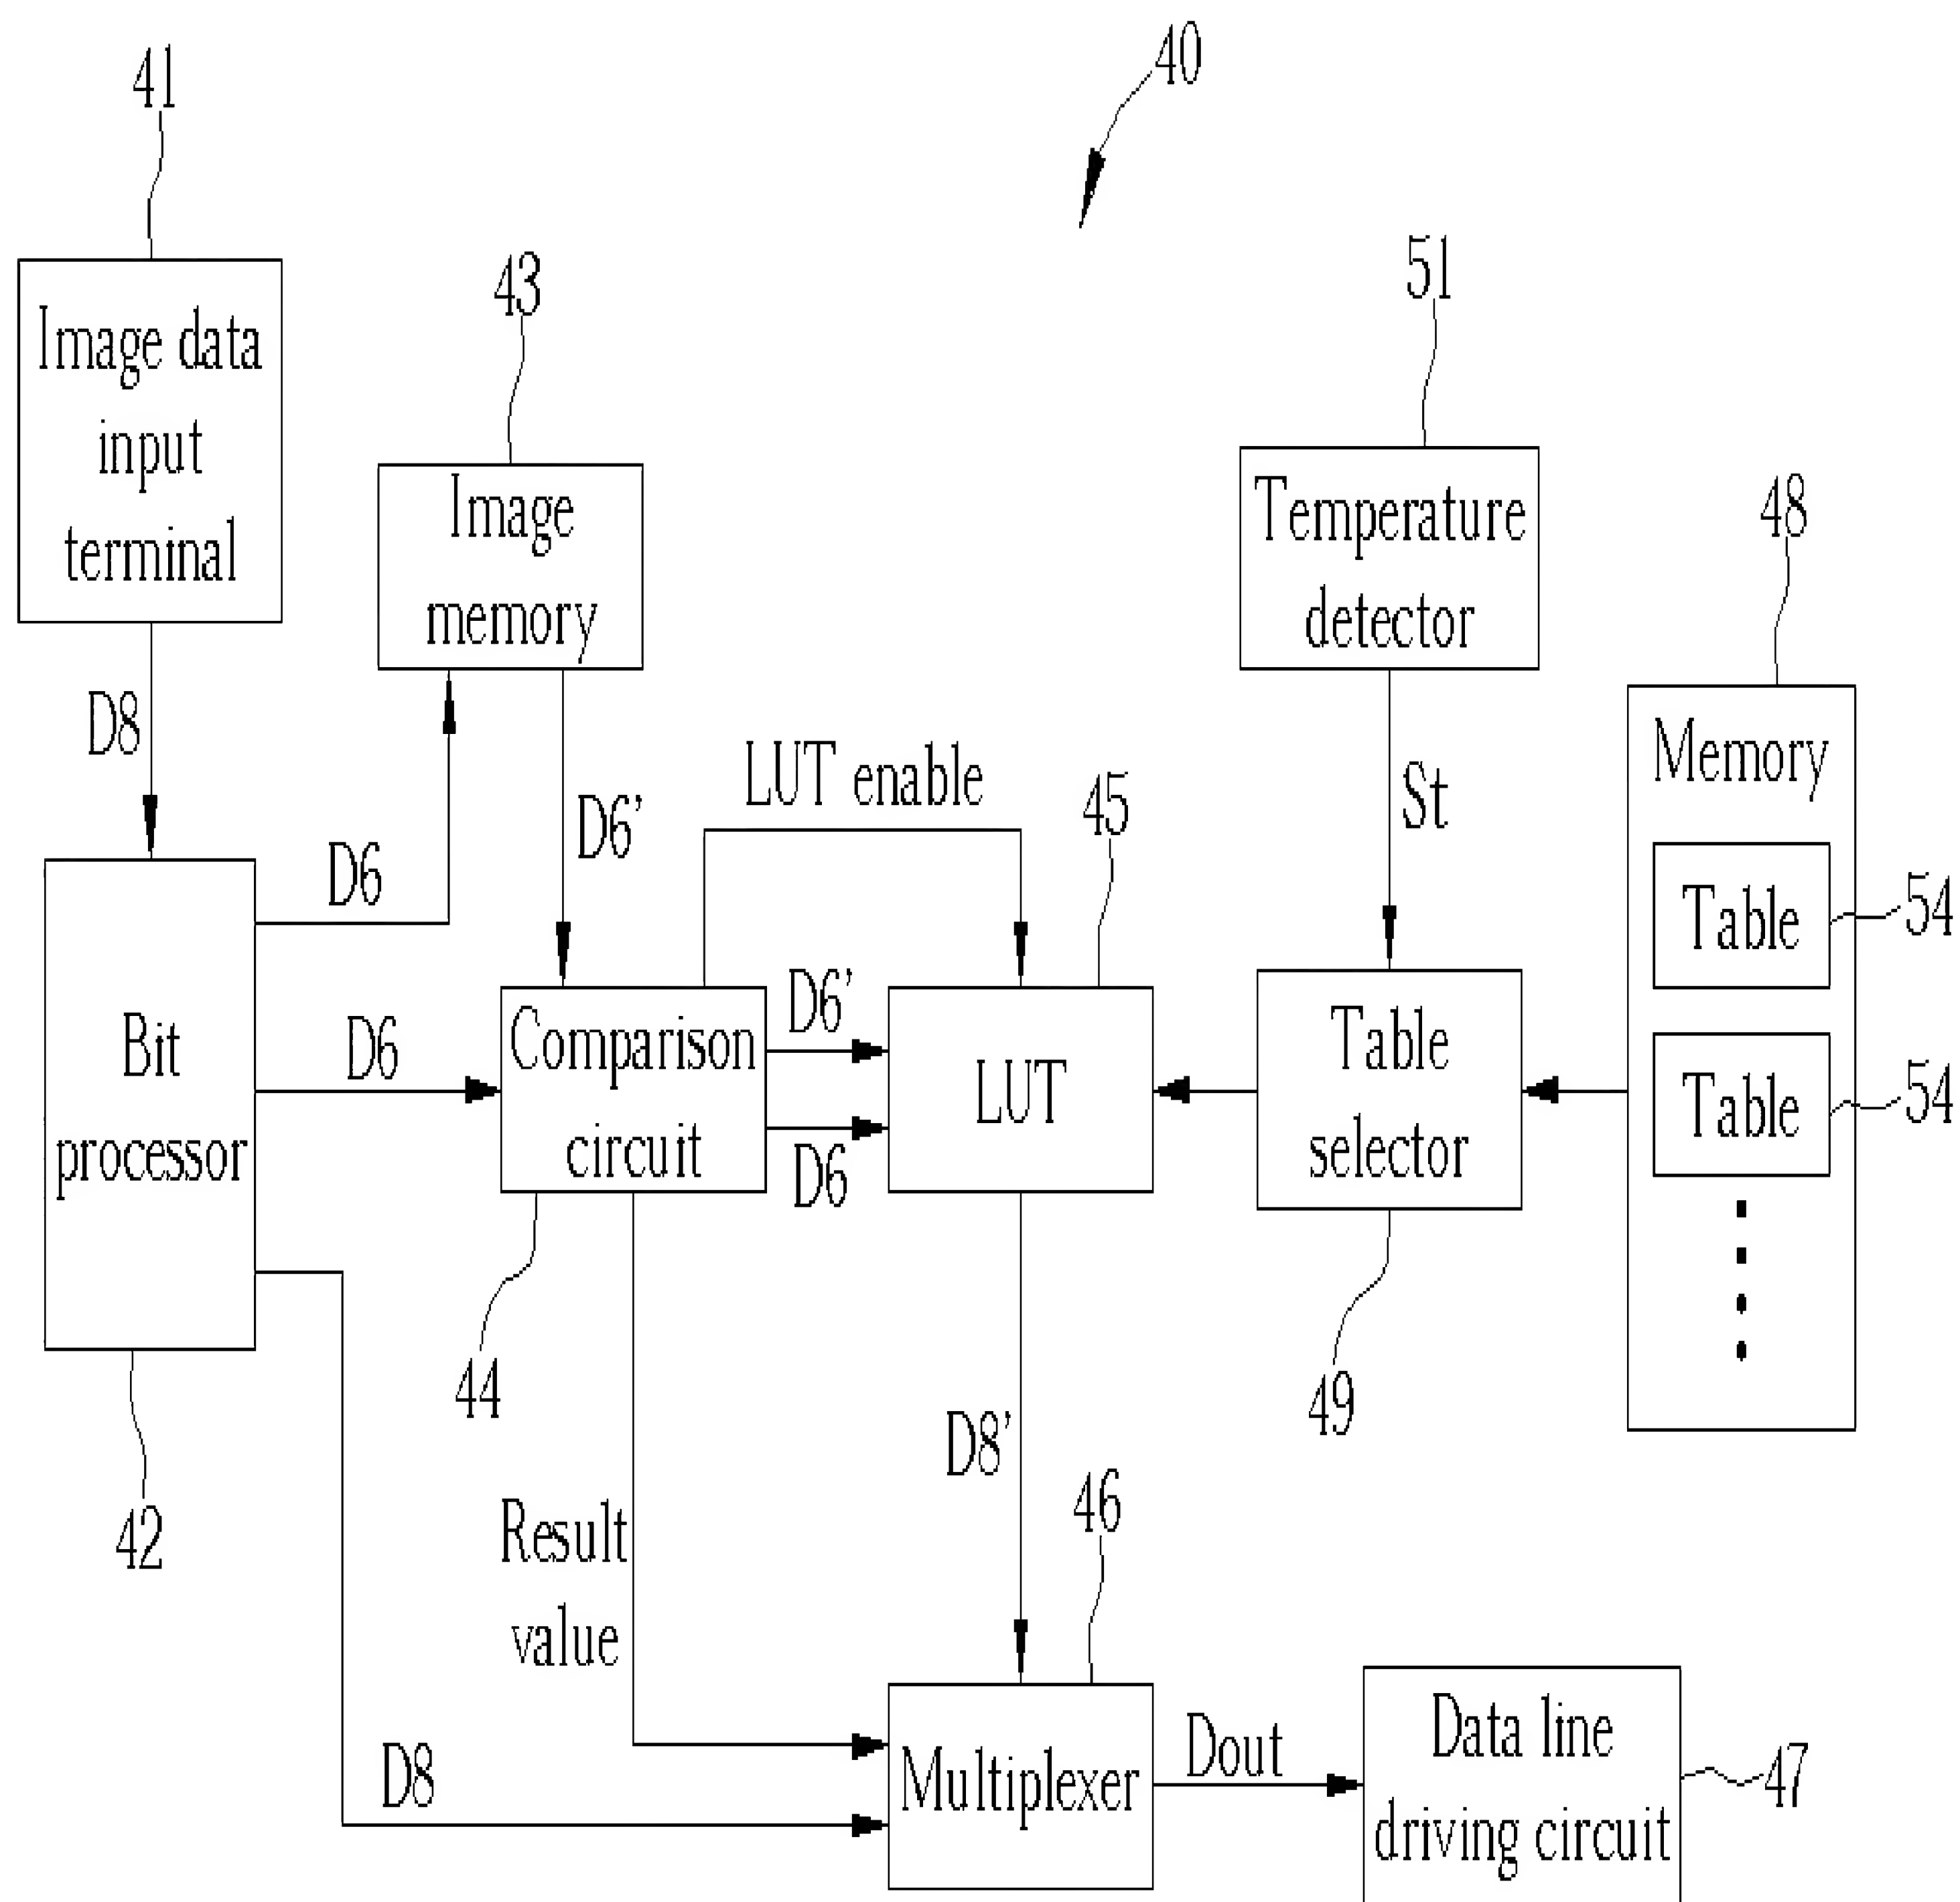 40
41
Image data
input
terminal
43
Image
memory
51
Temperature
detector
48
Memory
Table
54
Table
54
D8
D6
D6'
LUT enable
45
St
Bit
processor
42
D6
Comparison
circuit
44
D6'
D6
LUT
Table
selector
49
Result
value
D8'
46
D8
Multiplexer
Dout
Data line
driving circuit
47